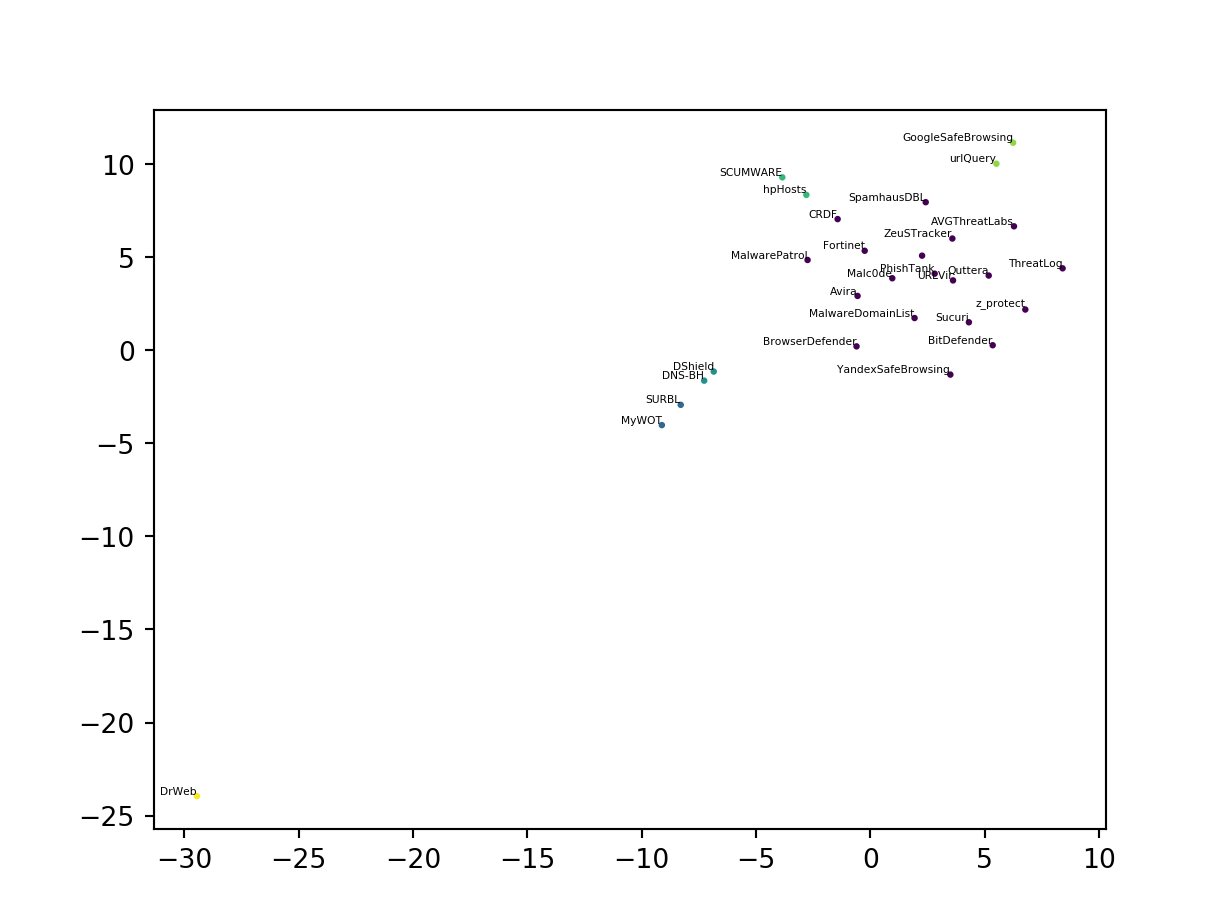 GoogleSafeBrowsing
urlQuery
SCUMWARE
hpHosts
SpamhausDBL
CRDF
AVGThreatLabs
ZeuSTracker
Fortinet
MalwarePatrol
ThreatLog
PhishTank
Quttera
Malc0de
URLVir
Avira
z_protect
MalwareDomainList
Sucuri
BrowserDefender
BitDefender
YandexSafeBrowsing
DShield
DNS-BH
SURBL
MyWOT
DrWeb
10
5
0
−5
−10
−15
−20
−25
−30 −25 −20 −15 −10 −5 0 5 10